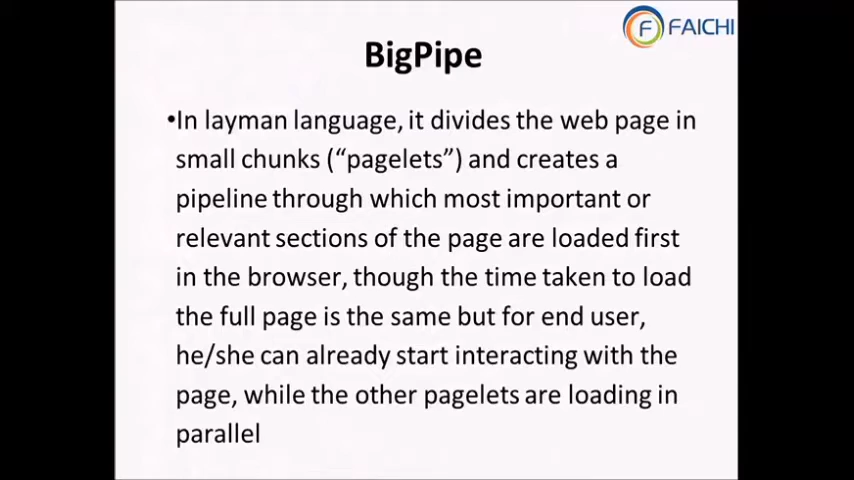 FAICHI
BigPipe
•In layman language, it divides the web page in
small chunks (“pagelets”) and creates a
pipeline through which most important or
relevant sections of the page are loaded first
in the browser, though the time taken to load
the full page is the same but for end user,
he/she can already start interacting with the
page, while the other pagelets are loading in
parallel